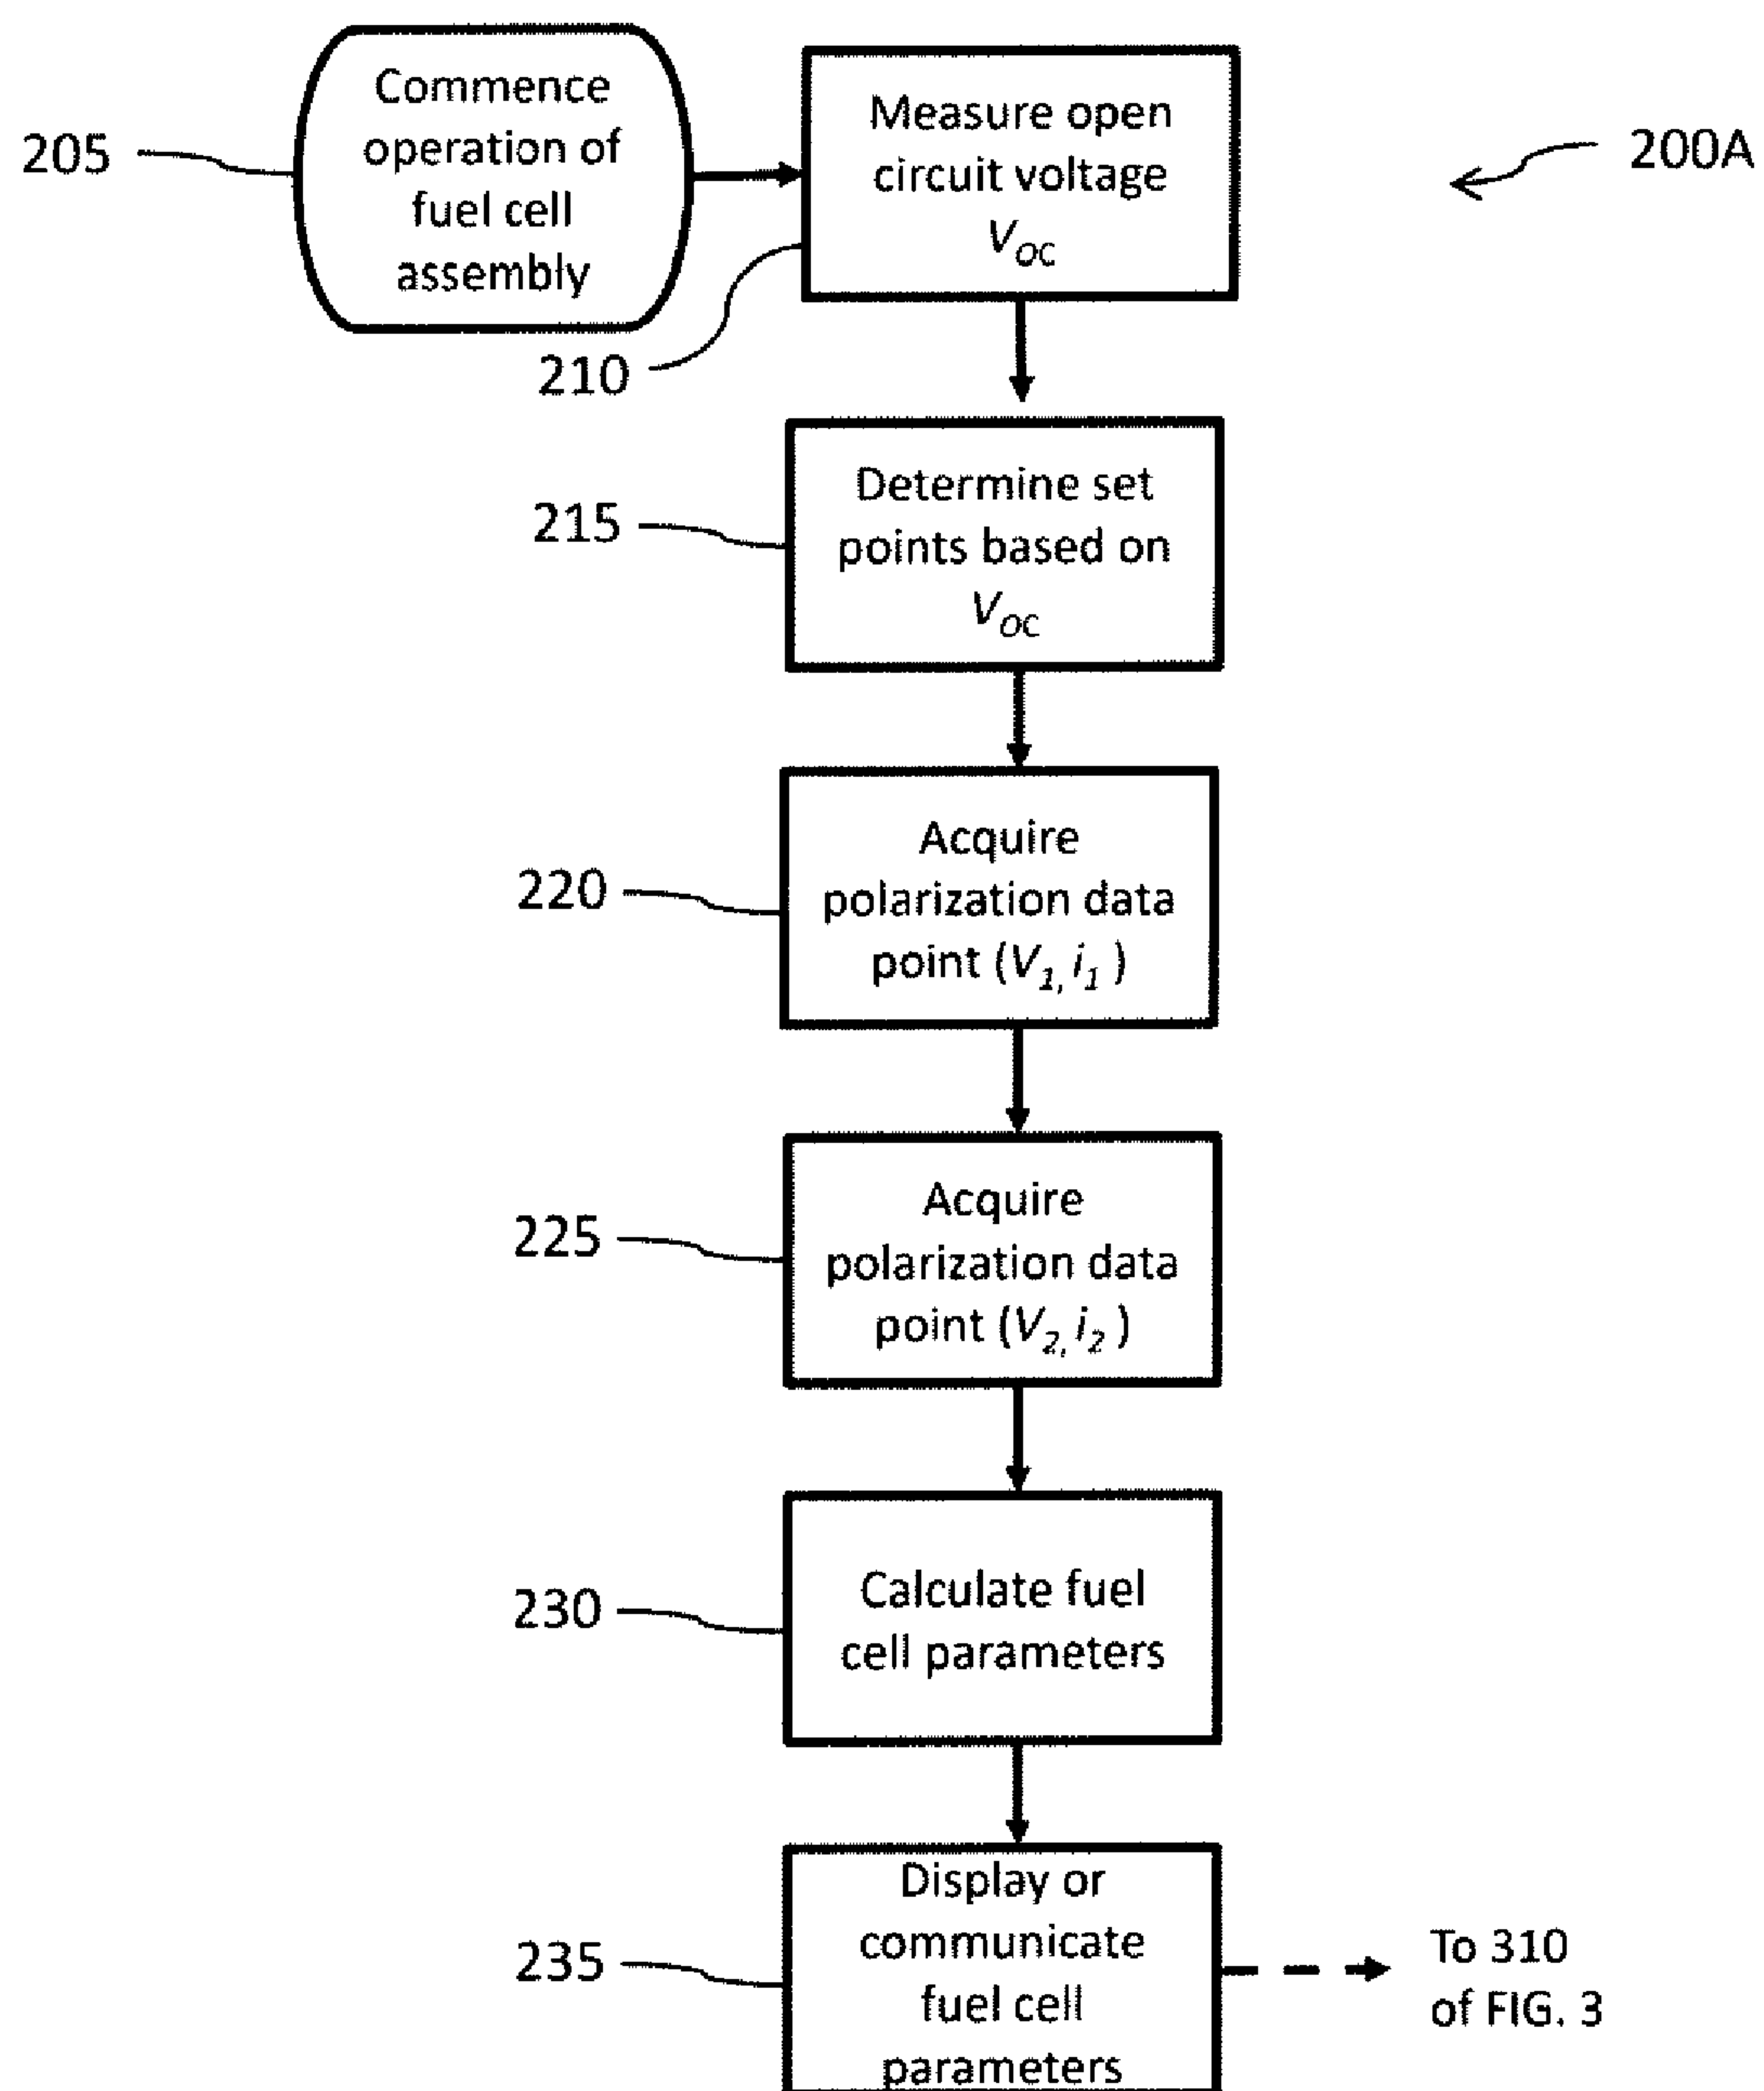 Commence
operation of
fuel cell
assembly
205
Measure open
circuit voltage
V_OC
210
200A
Determine set
points based on
V_OC
215
Acquire
polarization data
point (V_1, i_1 )
220
Acquire
polarization data
point (V_2, i_2 )
225
Calculate fuel
cell parameters
230
Display or
communicate
fuel cell
parameters
235
To 310
of FIG. 3